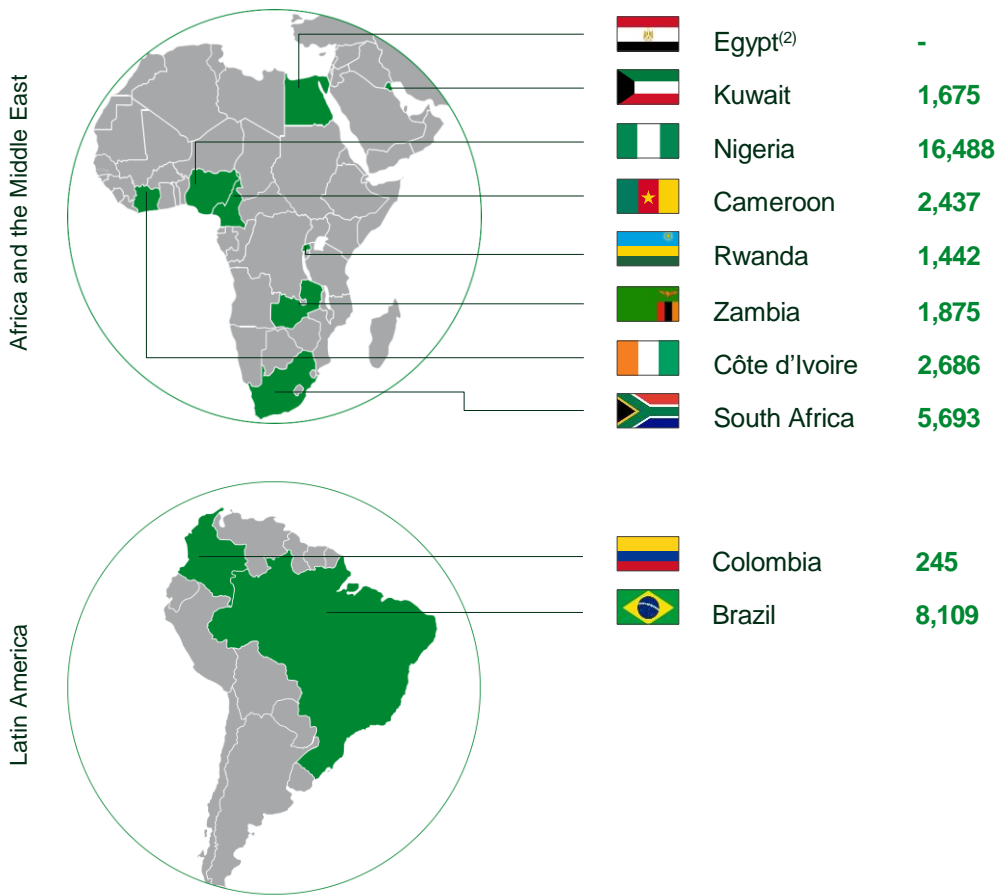 Africa and the Middle East
Egypt(2) -
Kuwait 1,675
Nigeria 16,488
Cameroon 2,437
Rwanda 1,442
Zambia 1,875
Côte d’Ivoire 2,686
South Africa 5,693
Latin America
Colombia 245
Brazil 8,109